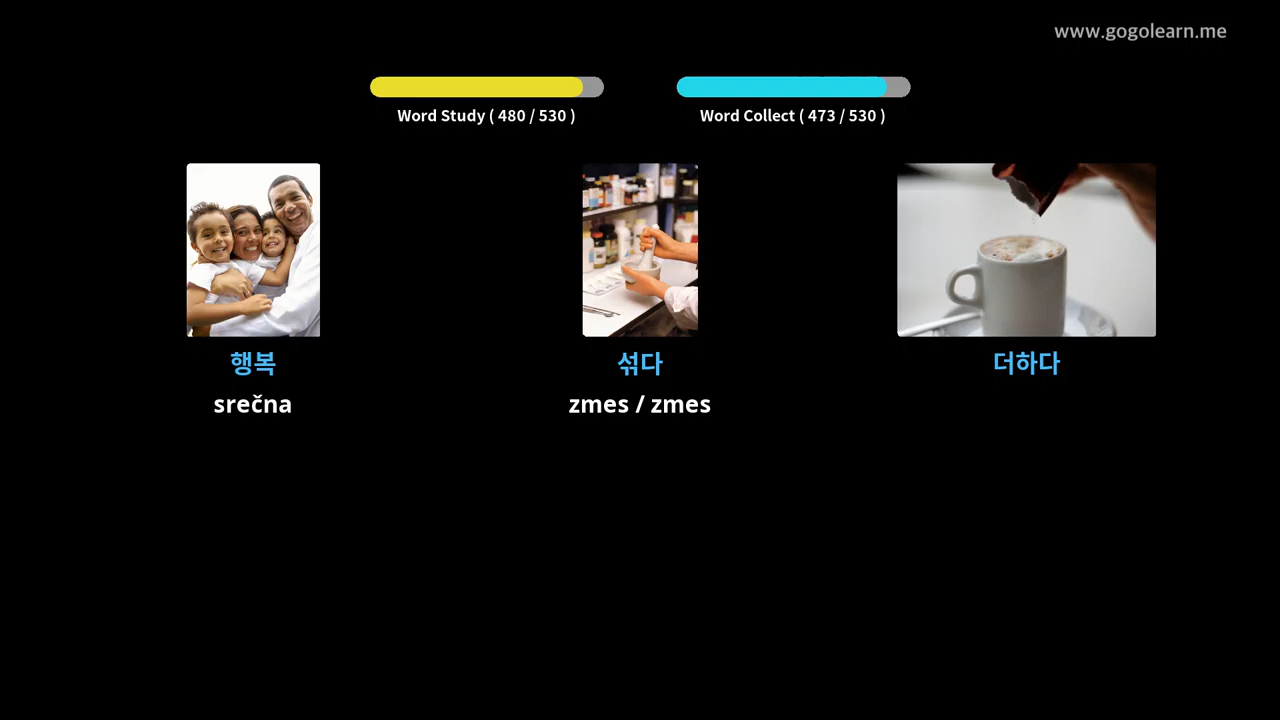 www.gogolearn.me
Word Study ( 480 / 530 )
Word Collect ( 473 / 530 )
행복
섞다
더하다
srečna
zmes / zmes